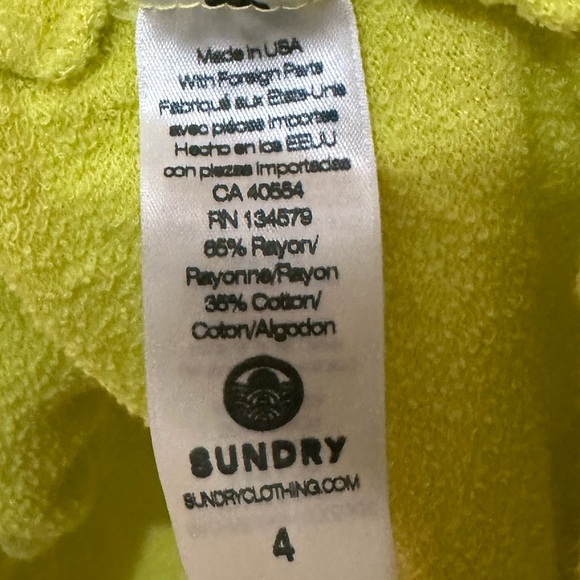 Made in USA
With Foreign Parts
Fabriqué aux États-Unis
avec pièces importes
Hecho en los EEUU
con piezas importadas
CA 40554
RN 134579
65% Rayon/
Rayonne/Rayon
35% Cotton/
Coton/Algodon
SUNDRY
SUNDRYCLOTHING.COM
4